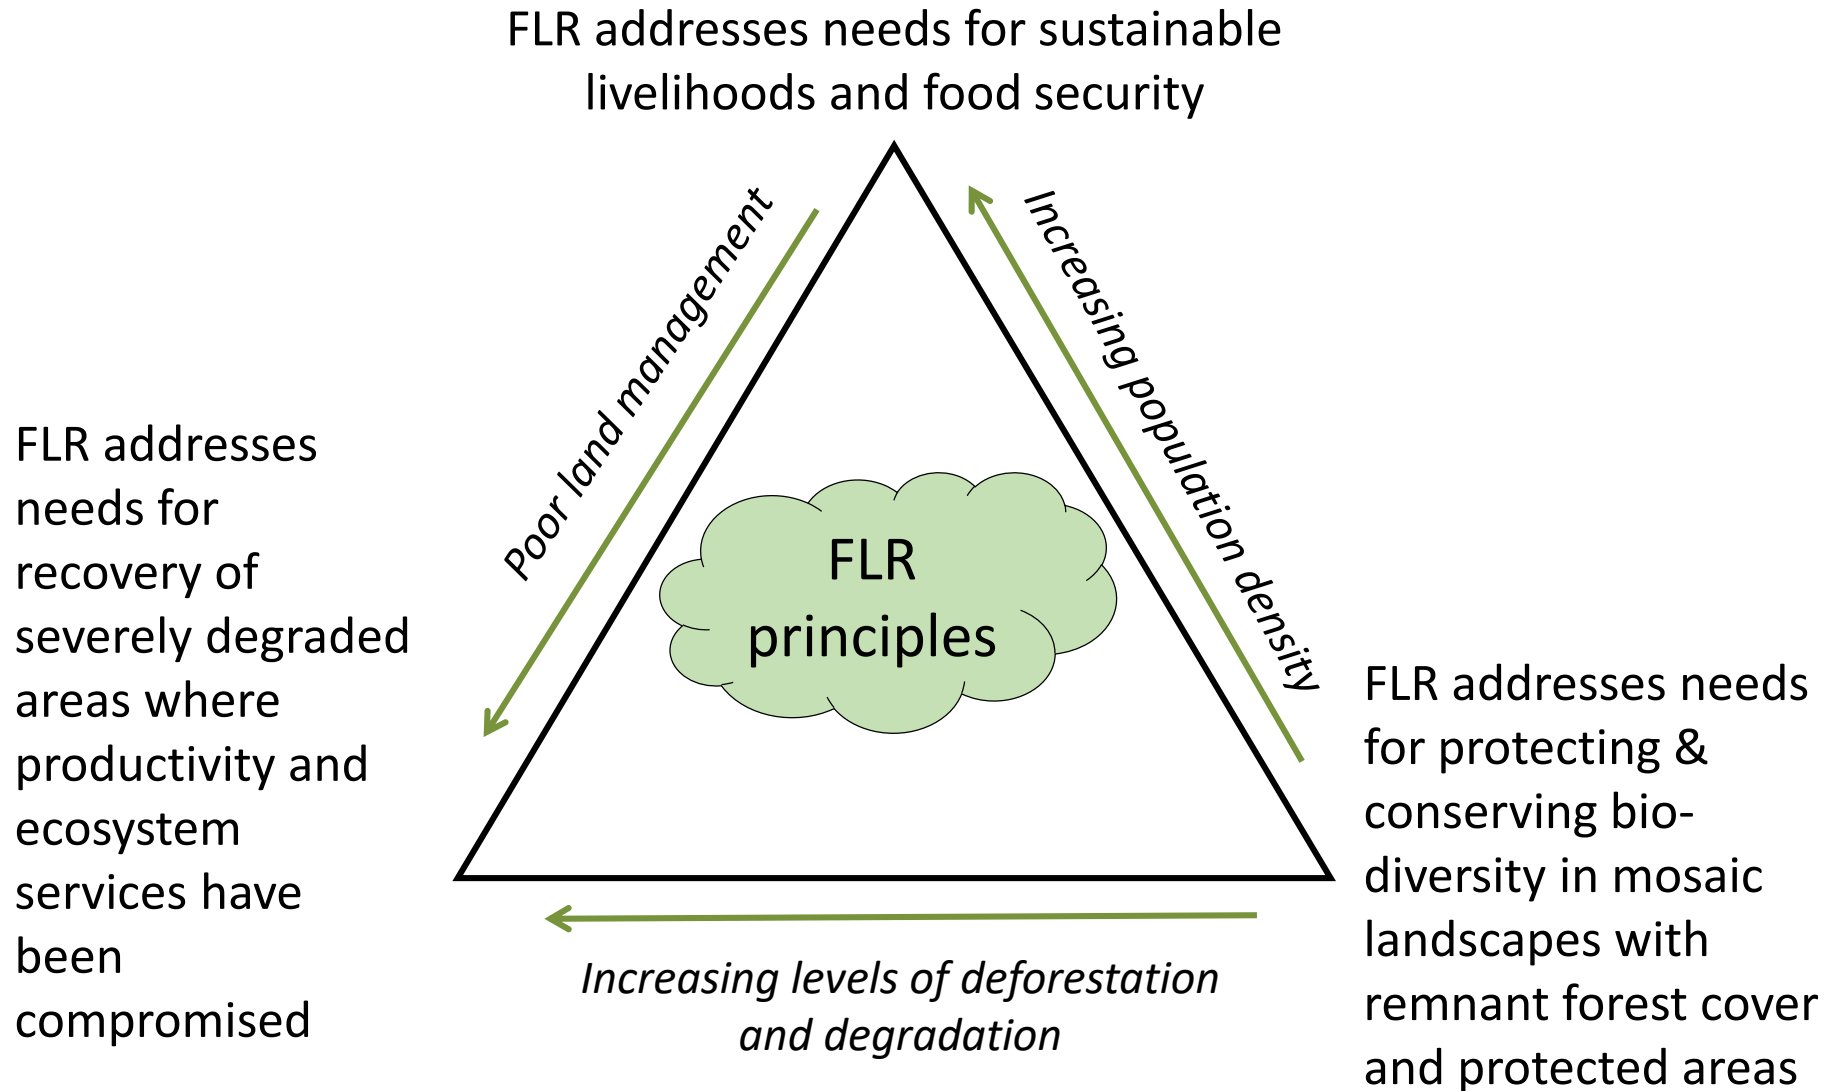 FLR addresses needs for sustainable
livelihoods and food security
Poor land management
Increasing population density
FLR addresses
needs for
recovery of
severely degraded
areas where
productivity and
ecosystem
services have
been
compromised
FLR
principles
FLR addresses needs
for protecting &
conserving bio-
diversity in mosaic
landscapes with
remnant forest cover
and protected areas
Increasing levels of deforestation
and degradation